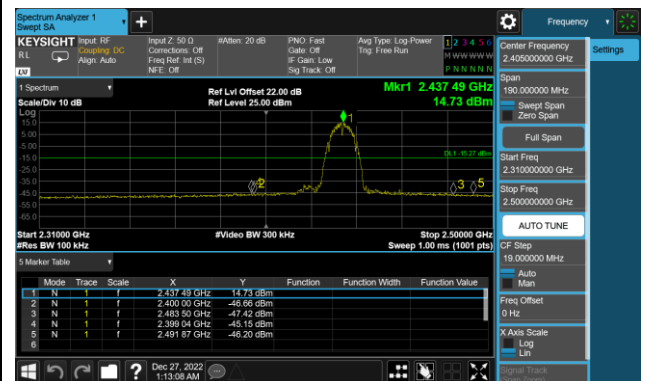 Spectrum Analyzer 1
Swept SA
Frequency
KEYSIGHT
RL
Input: RF
Coupling: DC
Align: Auto
Input Z: 50 Ω
Corrections: Off
Freq Ref: Int (S)
NFE: Off
#Atten: 20 dB
PNO: Fast
Gate: Off
IF Gain: Low
Sig Track: Off
Avg Type: Log-Power
Trig: Free Run
1 2 3 4 5 6
M W W W W W
P N N N N N
LXI
Center Frequency
2.405000000 GHz
Settings
Span
190.000000 MHz
Swept Span
Zero Span
Full Span
Start Freq
2.310000000 GHz
Stop Freq
2.500000000 GHz
AUTO TUNE
CF Step
19.000000 MHz
Auto
Man
Freq Offset
0 Hz
X Axis Scale
Log
Lin
Signal Track
1 Spectrum
Scale/Div 10 dB
Ref Lvl Offset 22.00 dB
Ref Level 25.00 dBm
Mkr1 2.437 49 GHz
14.73 dBm
Log
15.0
5.00
-5.00
-15.0
-25.0
-35.0
-45.0
-55.0
-65.0
1
DL1 -15.27 dBm
2
3
5
Start 2.31000 GHz
#Res BW 100 kHz
#Video BW 300 kHz
Stop 2.50000 GHz
Sweep 1.00 ms (1001 pts)
5 Marker Table
Mode Trace Scale X Y Function Function Width Function Value
1 N 1 f 2.437 49 GHz 14.73 dBm
2 N 1 f 2.400 00 GHz -46.66 dBm
3 N 1 f 2.483 50 GHz -47.42 dBm
4 N 1 f 2.399 04 GHz -45.15 dBm
5 N 1 f 2.491 87 GHz -46.20 dBm
6
?
Dec 27, 2022
1:13:08 AM